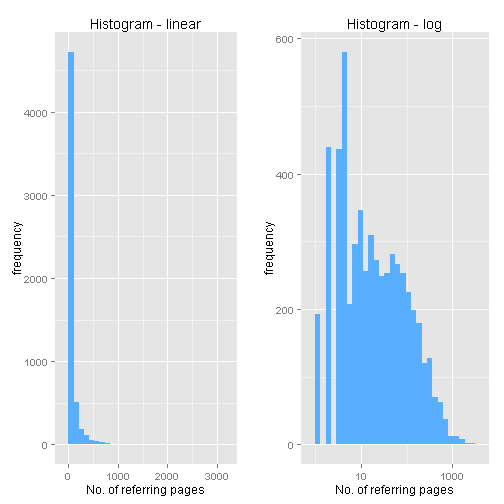 Histogram - linear
frequency
4000
3000
2000
1000
0
0 1000 2000 3000
No. of referring pages
Histogram - log
frequency
600
400
200
0
10 1000
No. of referring pages